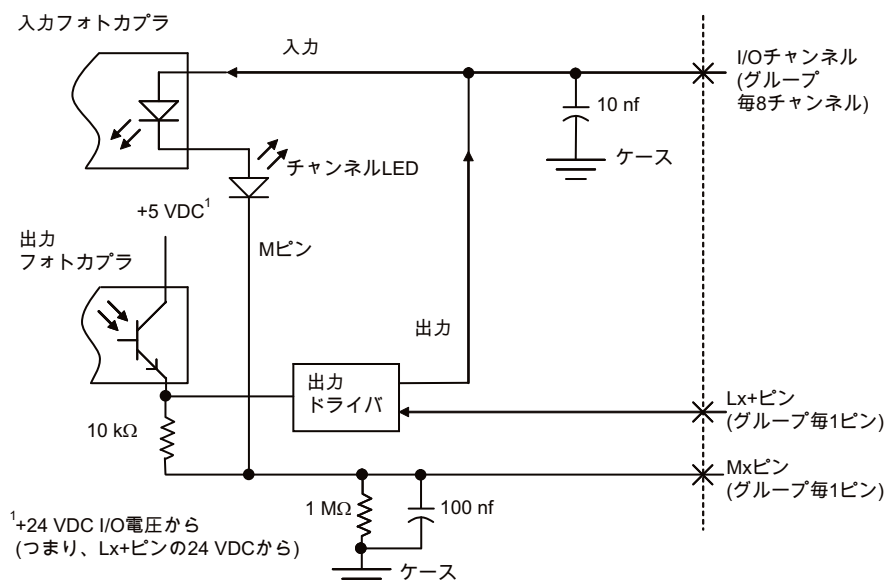 入力フォトカプラ
入力
I/Oチャンネル
(グループ
毎8チャンネル)
10 nf
ケース
チャンネルLED
+5 VDC¹
出力
フォトカプラ
Mピン
出力
出力
ドライバ
Lx+ピン
(グループ毎1ピン)
10 kΩ
Mxピン
(グループ毎1ピン)
1 MΩ
100 nf
¹+24 VDC I/O電圧から
(つまり、Lx+ピンの24 VDCから)
ケース